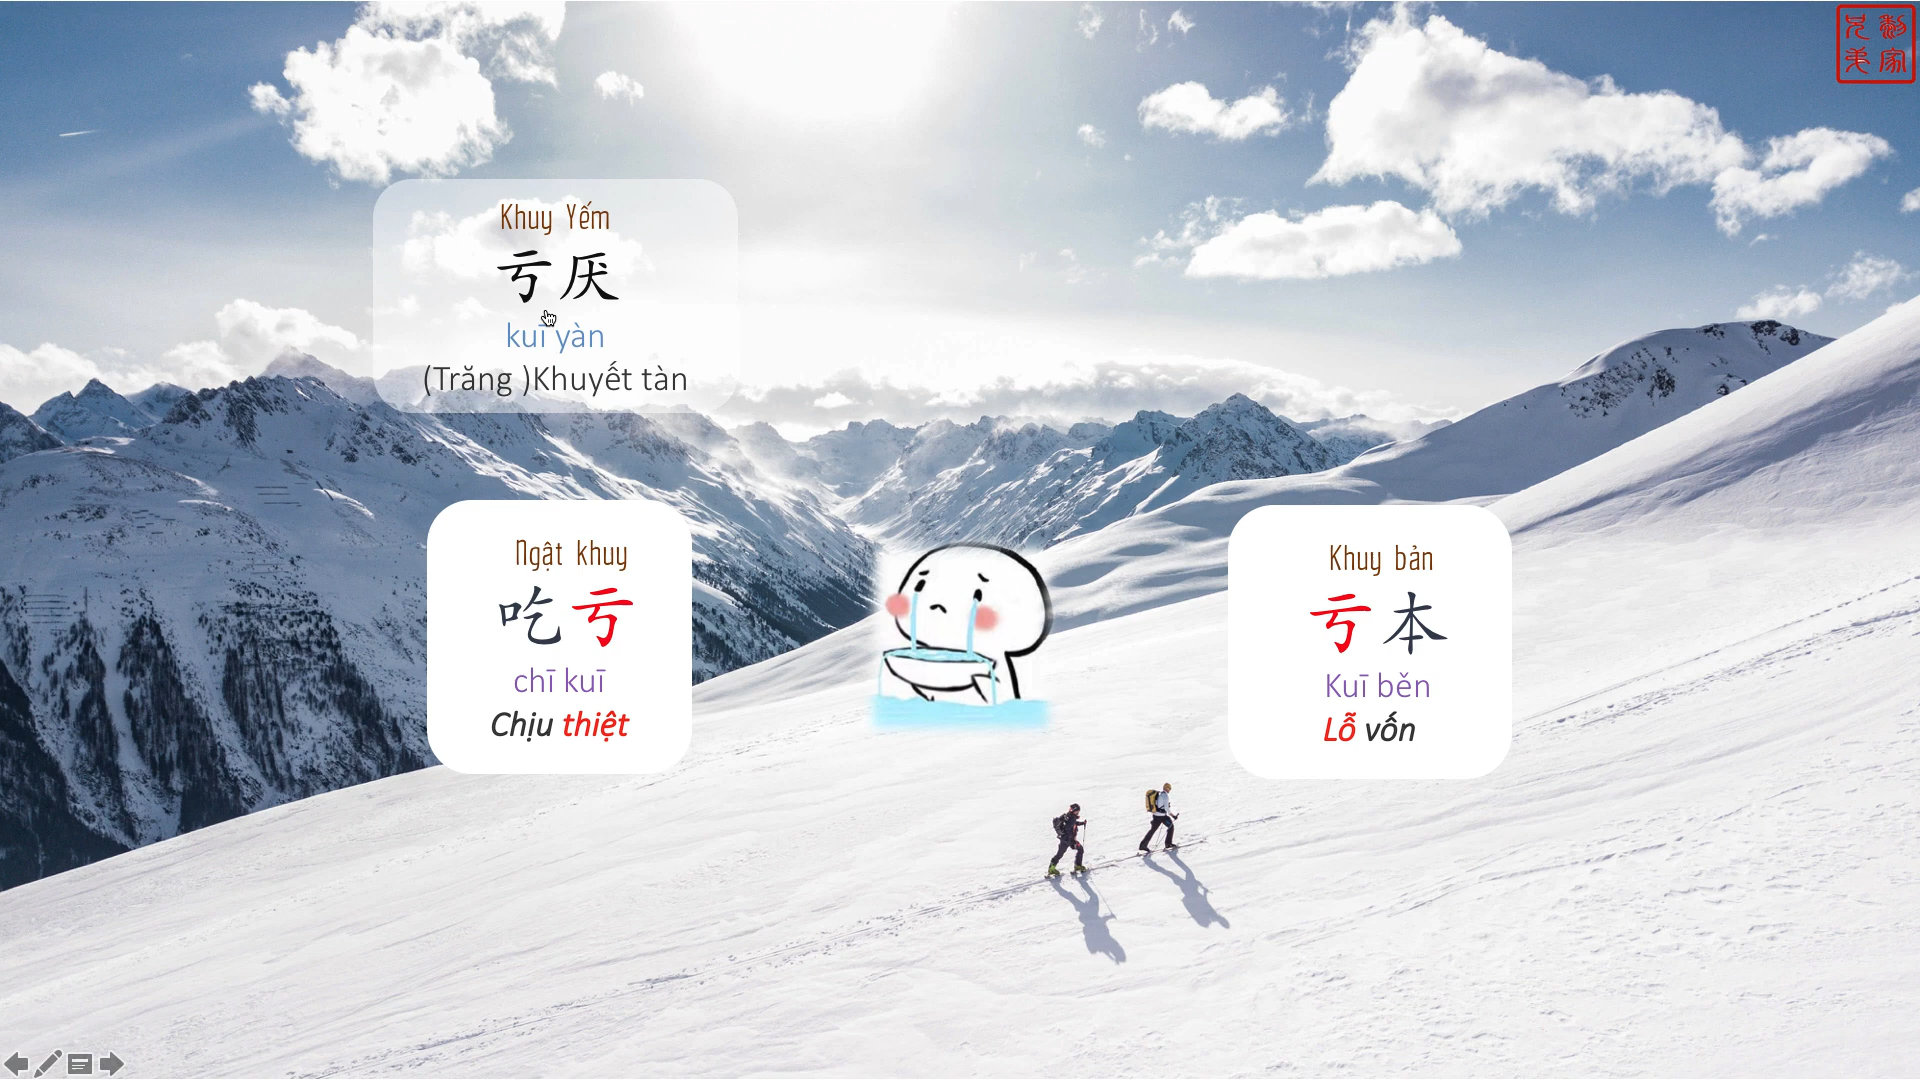 Khuy Yếm
亏厌
kuī yàn
(Trăng )Khuyết tàn
Ngật khuy
吃亏
chī kuī
Chịu thiệt
Khuy bản
亏本
Kuī běn
Lỗ vốn